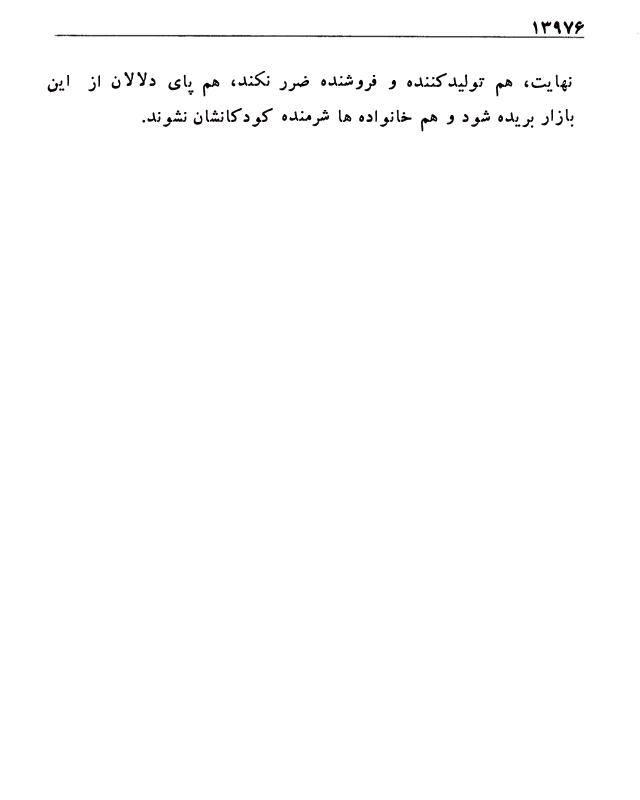 ۱۳۹۷۶
نهایت، هم تولیدکننده و فروشنده ضرر نکند، هم پای دلالان از این
بازار بریده شود و هم خانواده ها شرمنده کودکانشان نشوند.